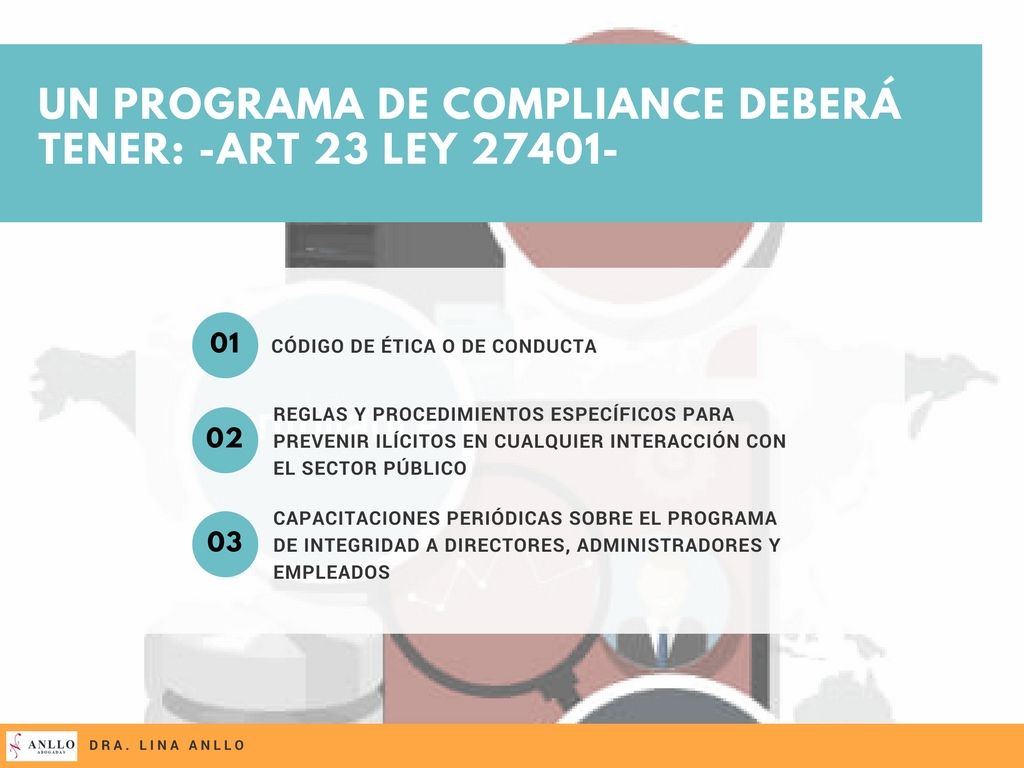 UN PROGRAMA DE COMPLIANCE DEBERÁ
TENER: -ART 23 LEY 27401-
01
CÓDIGO DE ÉTICA O DE CONDUCTA
02
REGLAS Y PROCEDIMIENTOS ESPECÍFICOS PARA
PREVENIR ILÍCITOS EN CUALQUIER INTERACCIÓN CON
EL SECTOR PÚBLICO
03
CAPACITACIONES PERIÓDICAS SOBRE EL PROGRAMA
DE INTEGRIDAD A DIRECTORES, ADMINISTRADORES Y
EMPLEADOS
ANLLO
ABOGADAS
DRA. LINA ANLLO